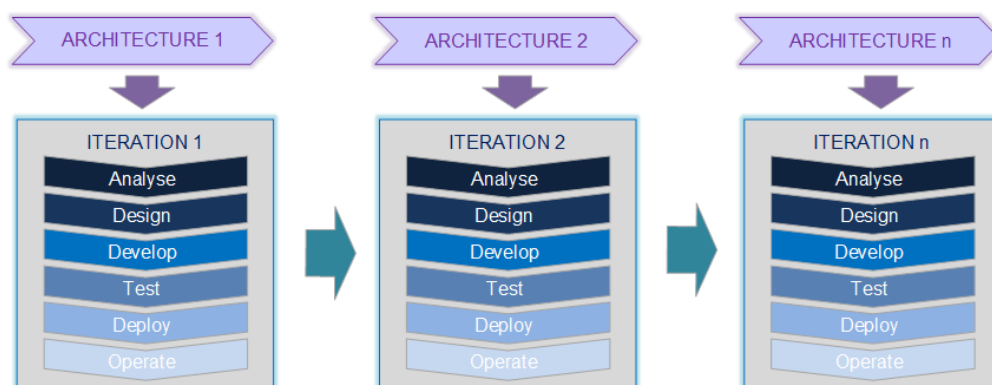 ARCHITECTURE 1
ARCHITECTURE 2
ARCHITECTURE n
ITERATION 1
Analyse
Design
Develop
Test
Deploy
Operate
ITERATION 2
Analyse
Design
Develop
Test
Deploy
Operate
ITERATION n
Analyse
Design
Develop
Test
Deploy
Operate